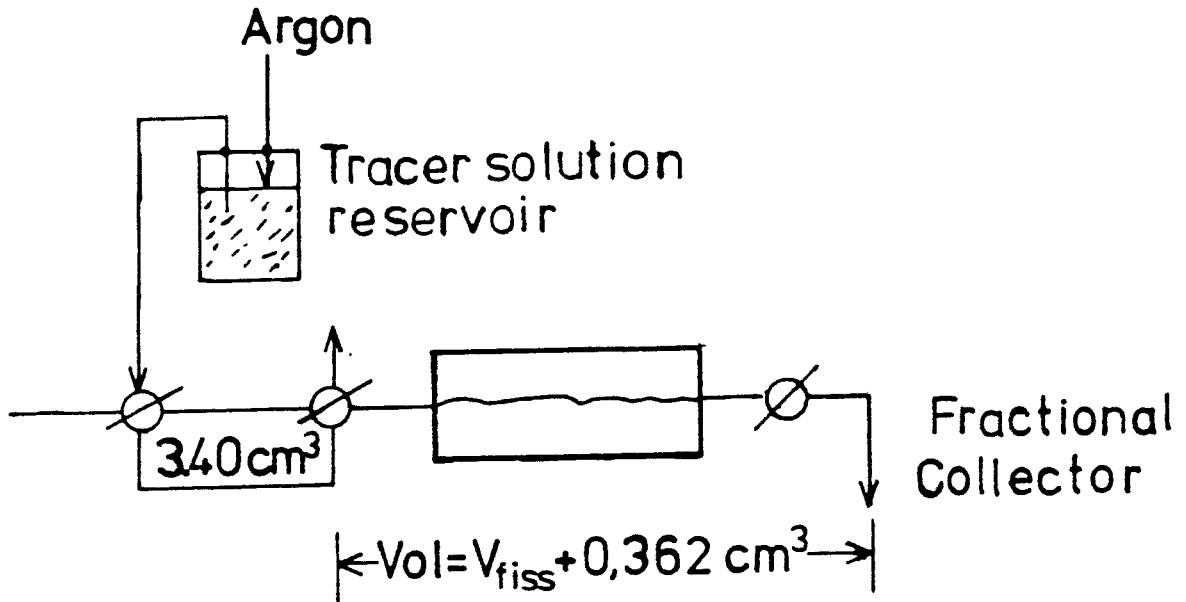 Argon
Tracer solution
reservoir
3.40 cm³
Fractional
Collector
Vol=V_fiss+0,362 cm³